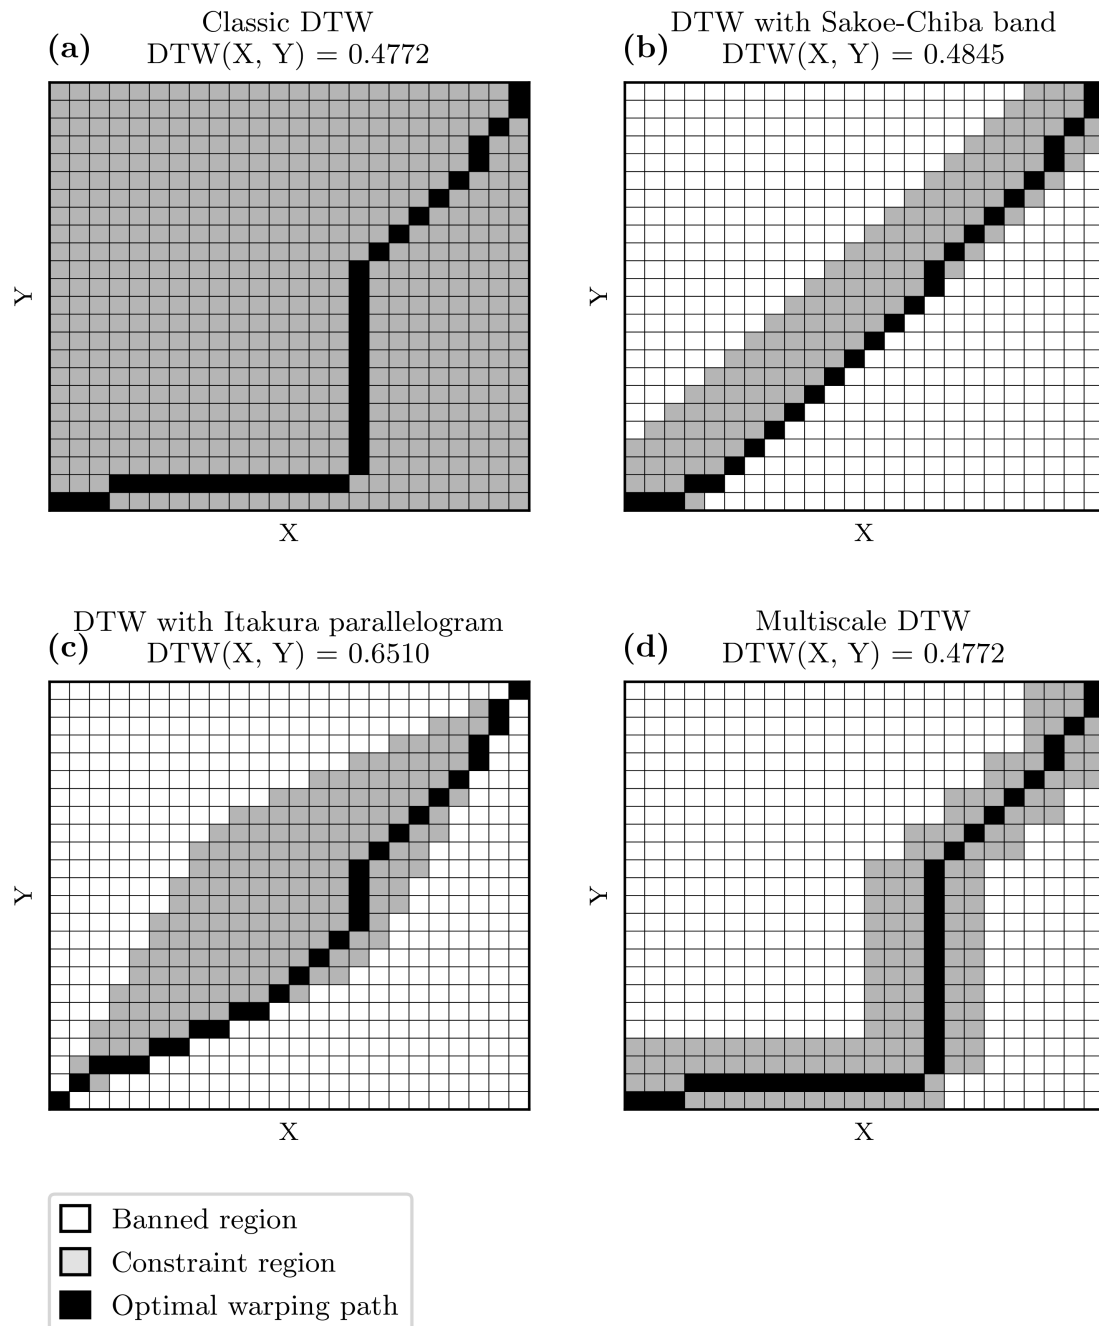 Classic DTW
(a) DTW(X, Y) = 0.4772
Y
X
DTW with Sakoe-Chiba band
(b) DTW(X, Y) = 0.4845
Y
X
DTW with Itakura parallelogram
(c) DTW(X, Y) = 0.6510
Y
X
Multiscale DTW
(d) DTW(X, Y) = 0.4772
Y
X
Banned region
Constraint region
Optimal warping path